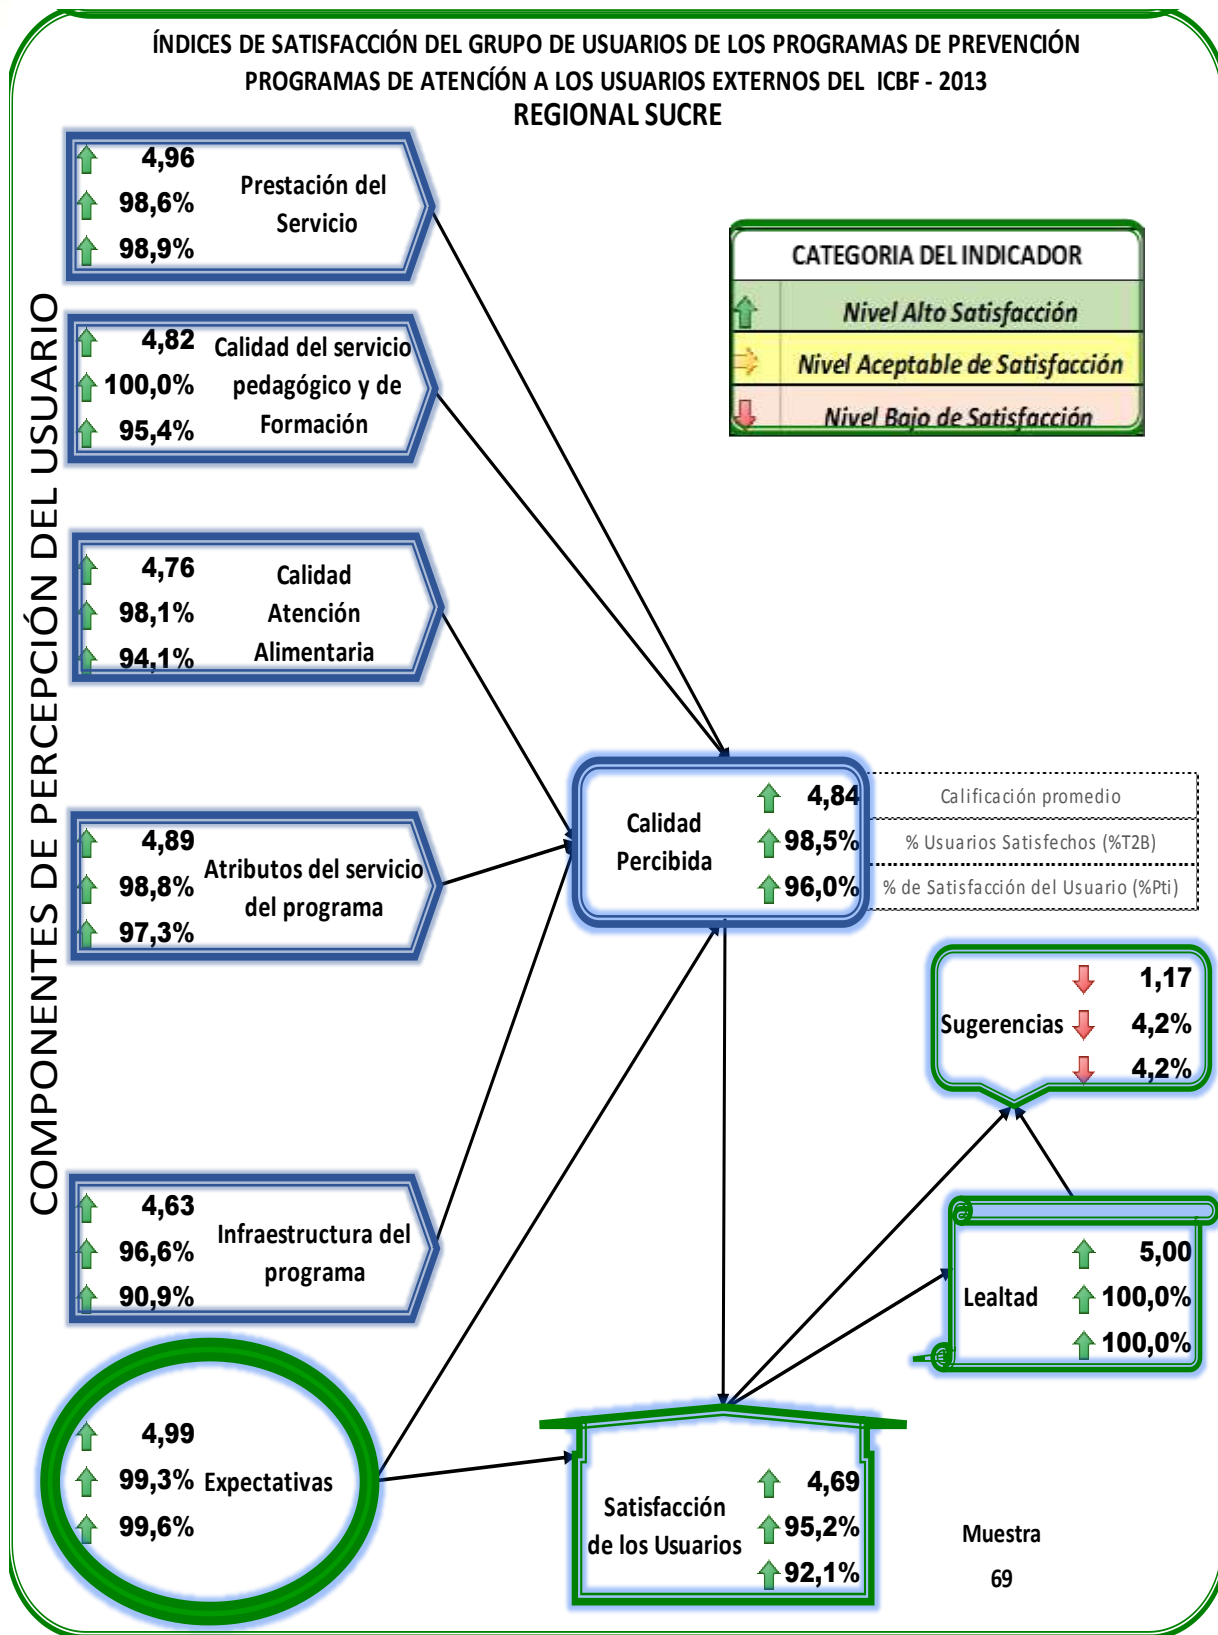 ÍNDICES DE SATISFACCIÓN DEL GRUPO DE USUARIOS DE LOS PROGRAMAS DE PREVENCIÓN
PROGRAMAS DE ATENCÍÓN A LOS USUARIOS EXTERNOS DEL ICBF - 2013
REGIONAL SUCRE
COMPONENTES DE PERCEPCIÓN DEL USUARIO
4,96
98,6%
98,9%
Prestación del
Servicio
CATEGORIA DEL INDICADOR
Nivel Alto Satisfacción
Nivel Aceptable de Satisfacción
Nivel Bajo de Satisfacción
4,82
100,0%
95,4%
Calidad del servicio
pedagógico y de
Formación
4,76
98,1%
94,1%
Calidad
Atención
Alimentaria
4,89
98,8%
97,3%
Atributos del servicio
del programa
Calidad
Percibida
4,84
98,5%
96,0%
Calificación promedio
% Usuarios Satisfechos (%T2B)
% de Satisfacción del Usuario (%Pti)
Sugerencias
1,17
4,2%
4,2%
4,63
96,6%
90,9%
Infraestructura del
programa
Lealtad
5,00
100,0%
100,0%
4,99
99,3%
99,6%
Expectativas
Satisfacción
de los Usuarios
4,69
95,2%
92,1%
Muestra
69